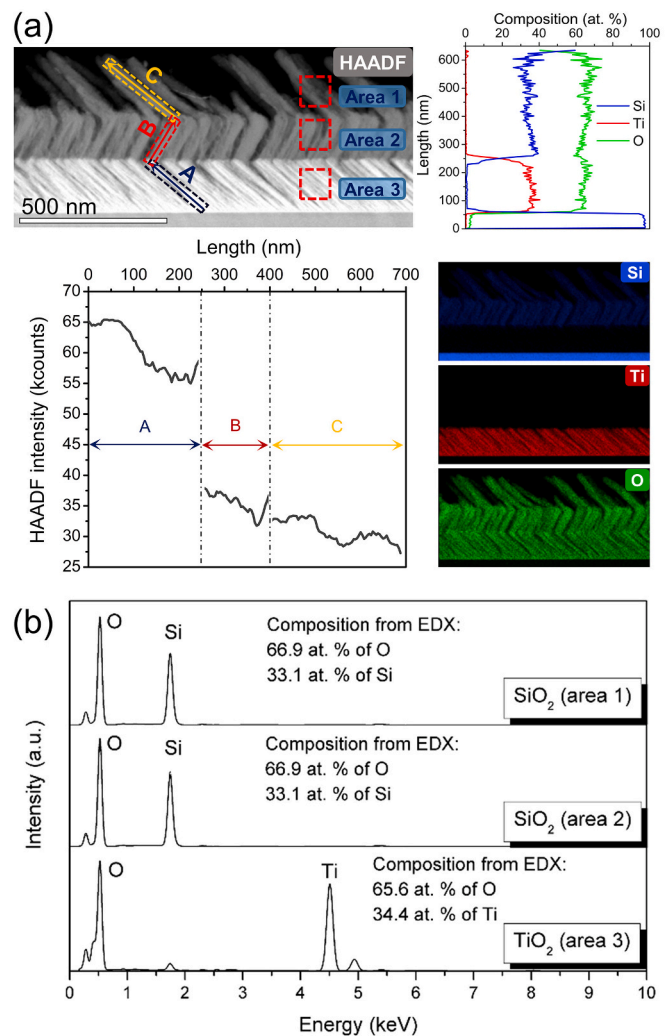 (a)
HAADF
C
B
A
Area 1
Area 2
Area 3
500 nm
Composition (at. %)
0 20 40 60 80 100
Length (nm)
600
500
400
300
200
100
0
Si
Ti
O
Length (nm)
0 100 200 300 400 500 600 700
HAADF intensity (kcounts)
70
65
60
55
50
45
40
35
30
25
A B C
Si
Ti
O
(b)
Intensity (a.u.)
O
Si
Composition from EDX:
66.9 at. % of O
33.1 at. % of Si
SiO2 (area 1)
O
Si
Composition from EDX:
66.9 at. % of O
33.1 at. % of Si
SiO2 (area 2)
O
Ti
Composition from EDX:
65.6 at. % of O
34.4 at. % of Ti
TiO2 (area 3)
0 1 2 3 4 5 6 7 8 9 10
Energy (keV)